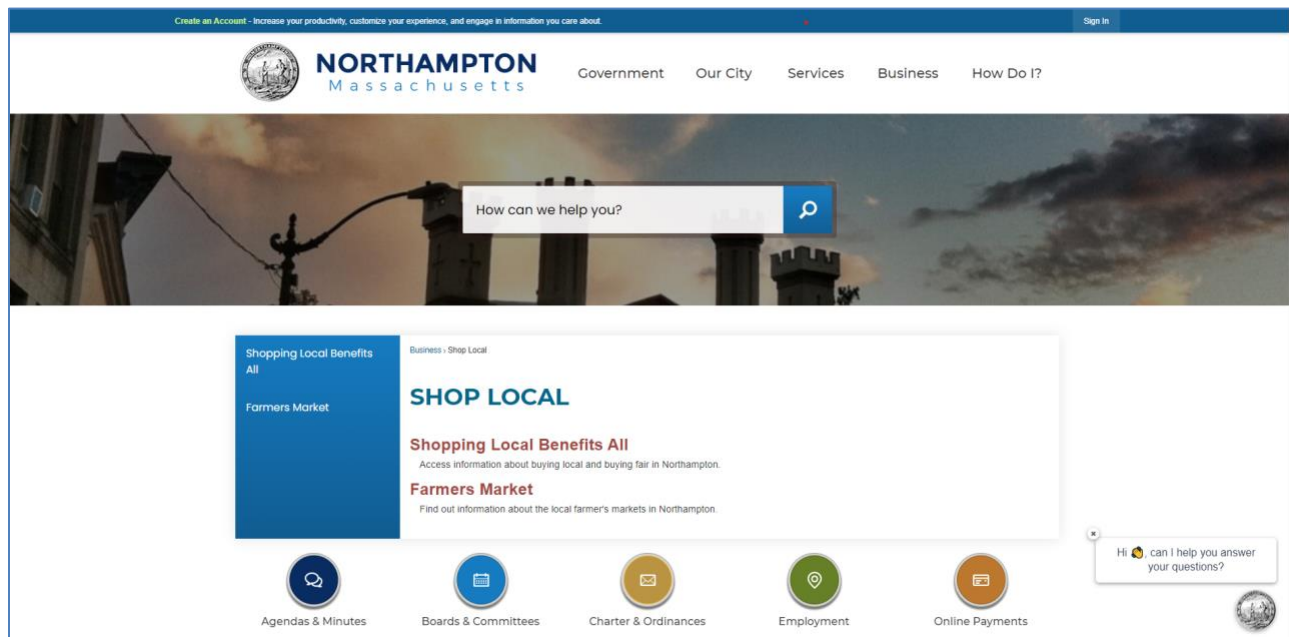 Create an Account - Increase your productivity, customize your experience, and engage in information you care about.
Sign In
NORTHAMPTON
Massachusetts
Government Our City Services Business How Do I?
How can we help you?
Shopping Local Benefits
All
Farmers Market
Business › Shop Local
SHOP LOCAL
Shopping Local Benefits All
Access information about buying local and buying fair in Northampton.
Farmers Market
Find out information about the local farmer's markets in Northampton.
Hi 👏, can I help you answer
your questions?
Agendas & Minutes Boards & Committees Charter & Ordinances Employment Online Payments